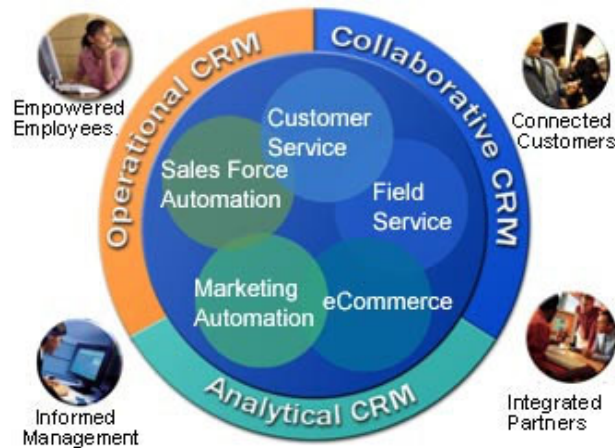 Operational CRM
Collaborative CRM
Analytical CRM
Empowered
Employees.
Connected
Customers
Customer
Service
Sales Force
Automation
Field
Service
Marketing
Automation
eCommerce
Informed
Management
Integrated
Partners